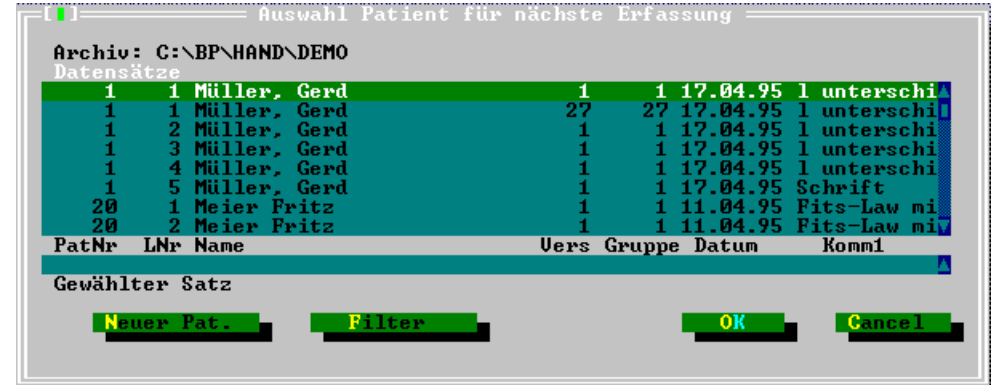 [ ] Auswahl Patient für nächste Erfassung
Archiv: C:\BP\HAND\DEMO
Datensätze
1 1 Müller, Gerd 1 1 17.04.95 l unterschi
1 1 Müller, Gerd 27 27 17.04.95 l unterschi
1 2 Müller, Gerd 1 1 17.04.95 l unterschi
1 3 Müller, Gerd 1 1 17.04.95 l unterschi
1 4 Müller, Gerd 1 1 17.04.95 l unterschi
1 5 Müller, Gerd 1 1 17.04.95 Schrift
20 1 Meier Fritz 1 1 11.04.95 Fits-Law mi
20 2 Meier Fritz 1 1 11.04.95 Fits-Law mi
PatNr LNr Name Vers Gruppe Datum Komm1
Gewählter Satz
Neuer Pat. Filter OK Cancel